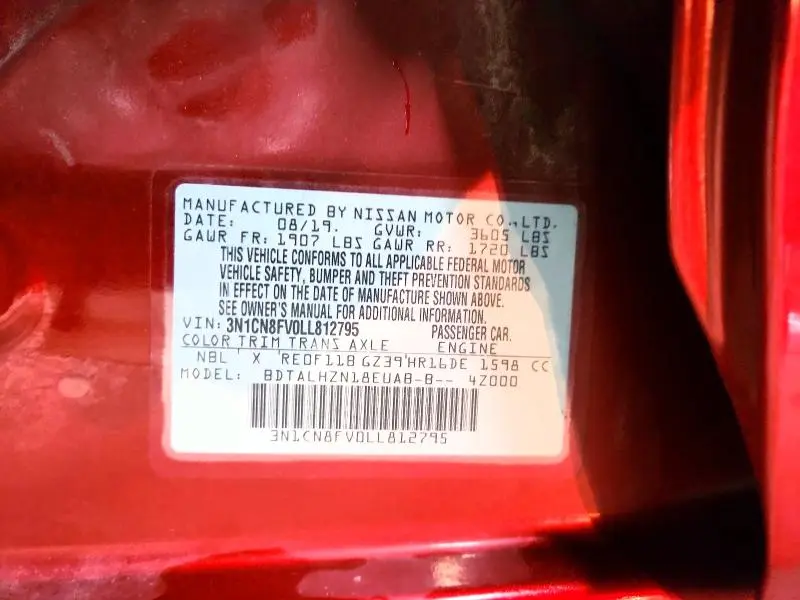 MANUFACTURED BY NISSAN MOTOR CO.,LTD.
DATE: 08/19. GVWR: 3605 LBS
GAWR FR: 1907 LBS GAWR RR: 1720 LBS
THIS VEHICLE CONFORMS TO ALL APPLICABLE FEDERAL MOTOR
VEHICLE SAFETY, BUMPER AND THEFT PREVENTION STANDARDS
IN EFFECT ON THE DATE OF MANUFACTURE SHOWN ABOVE.
SEE OWNER'S MANUAL FOR ADDITIONAL INFORMATION.
VIN: 3N1CN8FV0LL812795 PASSENGER CAR.
COLOR TRIM TRANS AXLE ENGINE
NBL ' X 'RE0F11B GZ39'HR16DE 1598 CC
MODEL: BDTALHZN18EUAB-B-- 4Z000
3N1CN8FV0LL812795